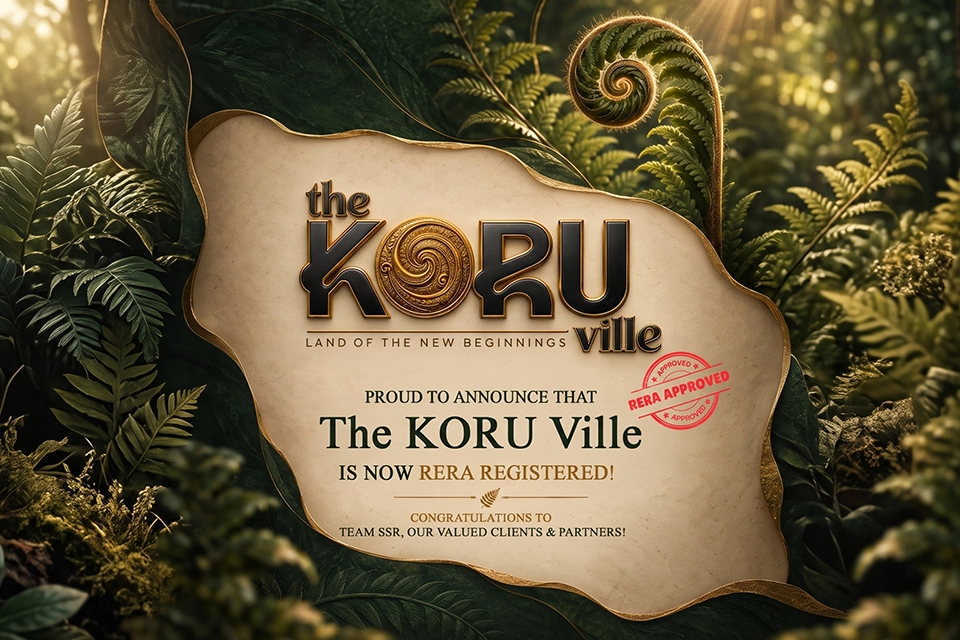 the
KORU
ville
LAND OF THE NEW BEGINNINGS
APPROVED
RERA APPROVED
APPROVED
PROUD TO ANNOUNCE THAT
The KORU Ville
IS NOW RERA REGISTERED!
CONGRATULATIONS TO
TEAM SSR, OUR VALUED CLIENTS & PARTNERS!